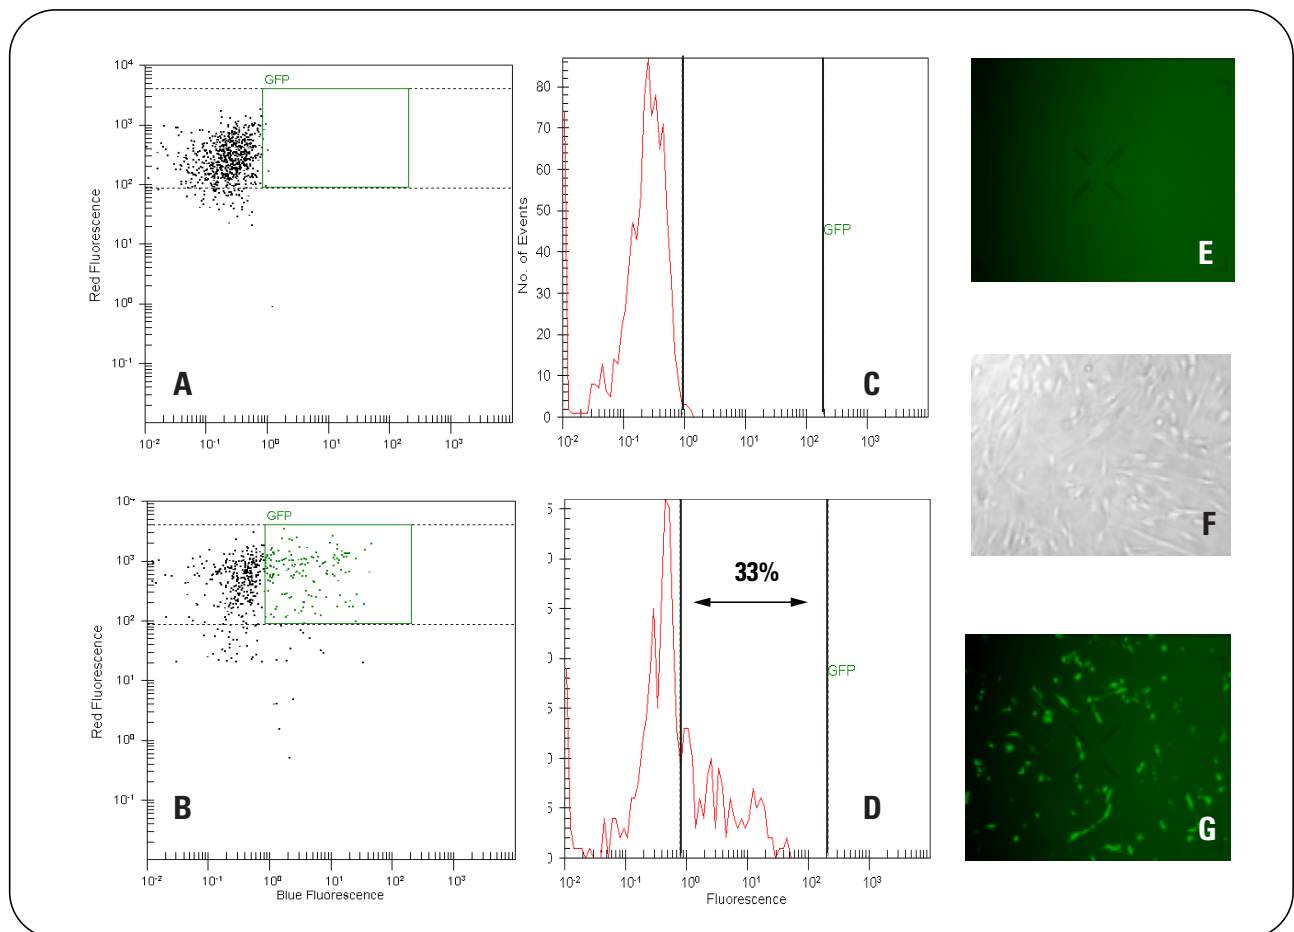 GFP
10⁴
10³
10²
10¹
10⁰
10⁻¹
Red Fluorescence
A
10⁻² 10⁻¹ 10⁰ 10¹ 10² 10³
80
70
60
50
40
30
20
10
0
No. of Events
GFP
C
10⁻² 10⁻¹ 10⁰ 10¹ 10² 10³
E
F
GFP
10³
10²
10¹
10⁰
10⁻¹
Red Fluorescence
B
10⁻² 10⁻¹ 10⁰ 10¹ 10² 10³
Blue Fluorescence
33%
GFP
D
10⁻² 10⁻¹ 10⁰ 10¹ 10² 10³
Fluorescence
G